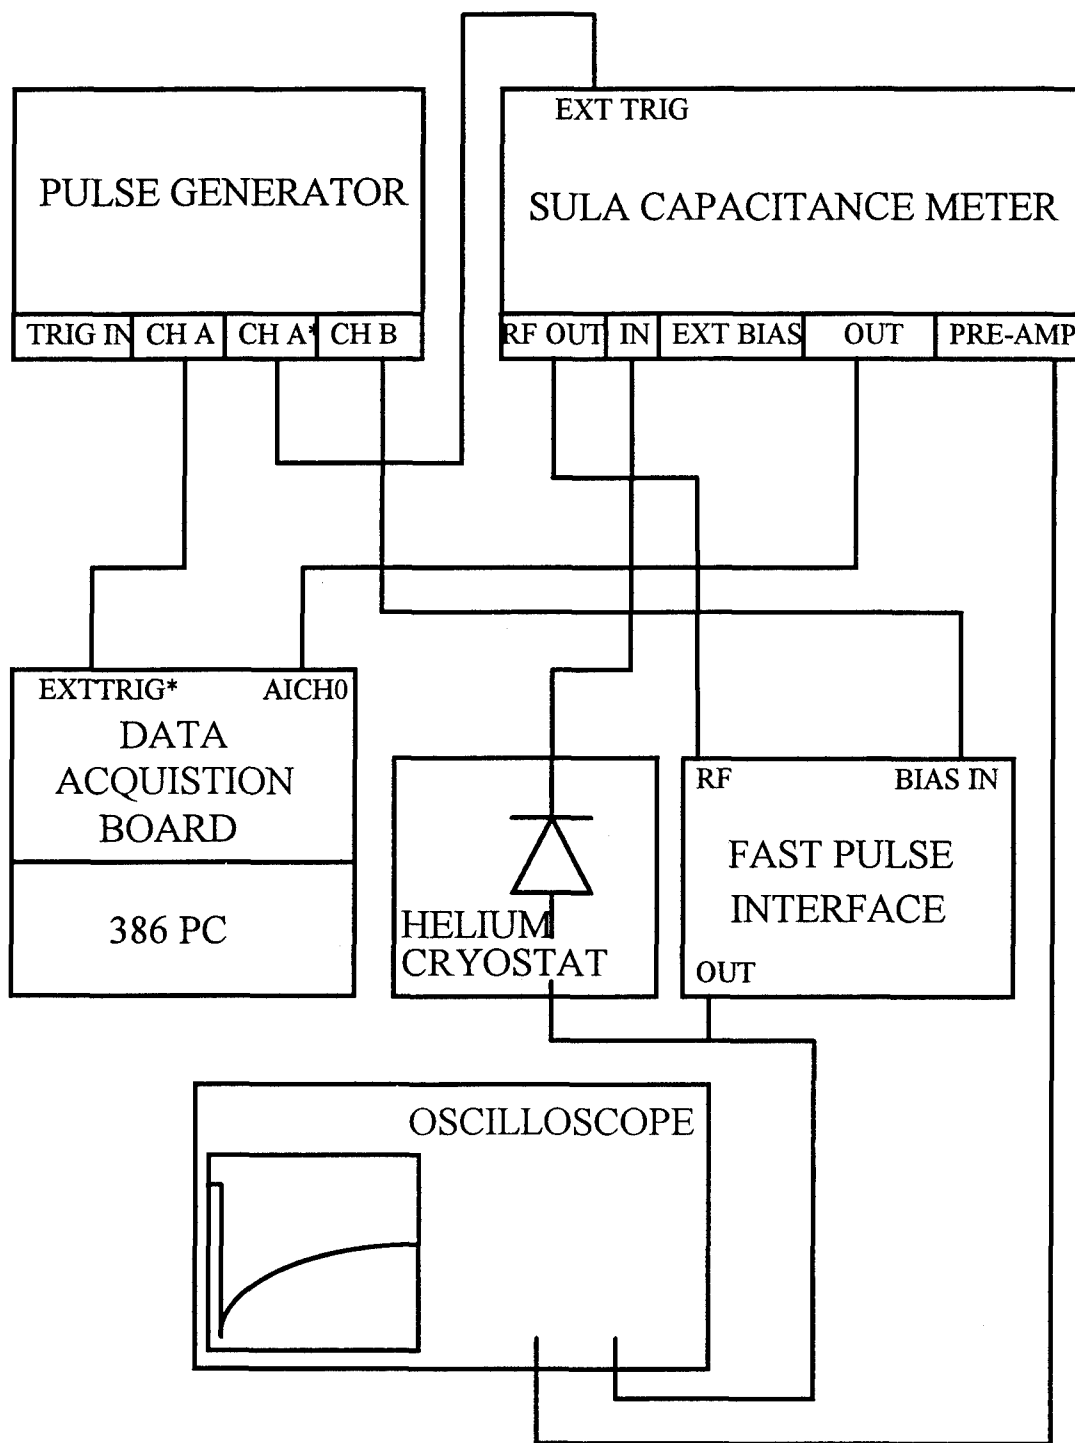 EXT TRIG
PULSE GENERATOR
SULA CAPACITANCE METER
TRIG IN
CH A
CH A*
CH B
RF OUT
IN
EXT BIAS
OUT
PRE-AMP
EXTTRIG*
AICH0
DATA
ACQUISTION
BOARD
386 PC
HELIUM
CRYOSTAT
RF
BIAS IN
FAST PULSE
INTERFACE
OUT
OSCILLOSCOPE